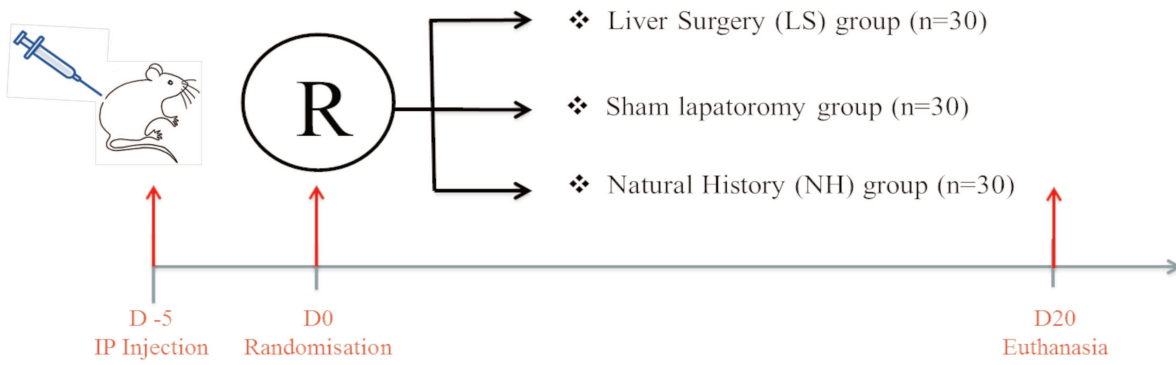 ❖ Liver Surgery (LS) group (n=30)
R
❖ Sham lapatoromy group (n=30)
❖ Natural History (NH) group (n=30)
D -5
IP Injection
D0
Randomisation
D20
Euthanasia